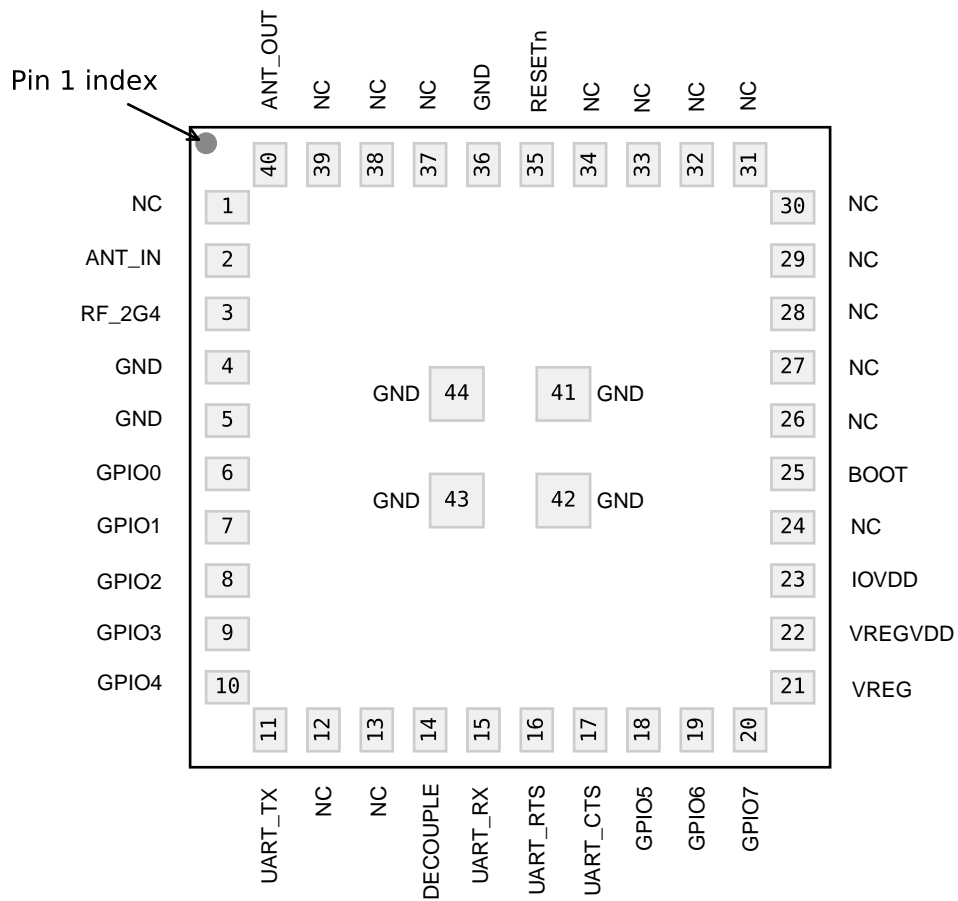 Pin 1 index
ANT_OUT
NC
NC
NC
GND
RESETn
NC
NC
NC
NC
40
39
38
37
36
35
34
33
32
31
NC 1
ANT_IN 2
RF_2G4 3
GND 4
GND 5
GPIO0 6
GPIO1 7
GPIO2 8
GPIO3 9
GPIO4 10
GND 44
41 GND
GND 43
42 GND
30 NC
29 NC
28 NC
27 NC
26 NC
25 BOOT
24 NC
23 IOVDD
22 VREGVDD
21 VREG
11
12
13
14
15
16
17
18
19
20
UART_TX
NC
NC
DECOUPLE
UART_RX
UART_RTS
UART_CTS
GPIO5
GPIO6
GPIO7